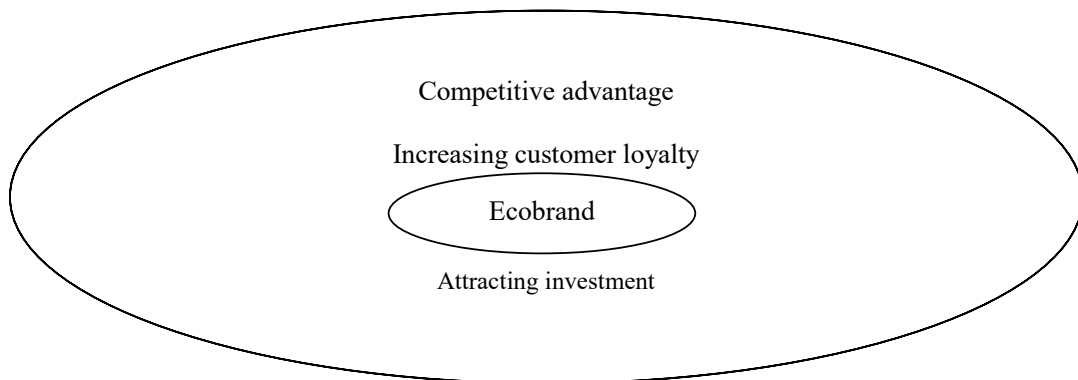 Competitive advantage
Increasing customer loyalty
Ecobrand
Attracting investment